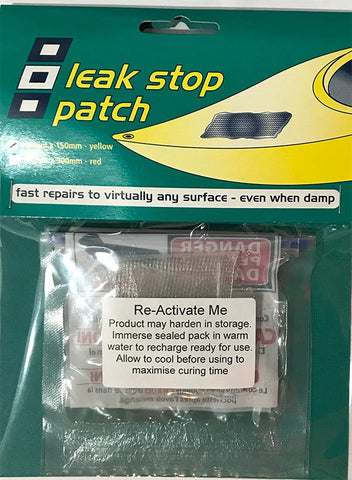 leak stop
patch
x 150mm - yellow
x 300mm - red
fast repairs to virtually any surface - even when damp
DANGER
Re-Activate Me
Product may harden in storage.
Immerse sealed pack in warm
water to recharge ready for use.
Allow to cool before using to
maximise curing time